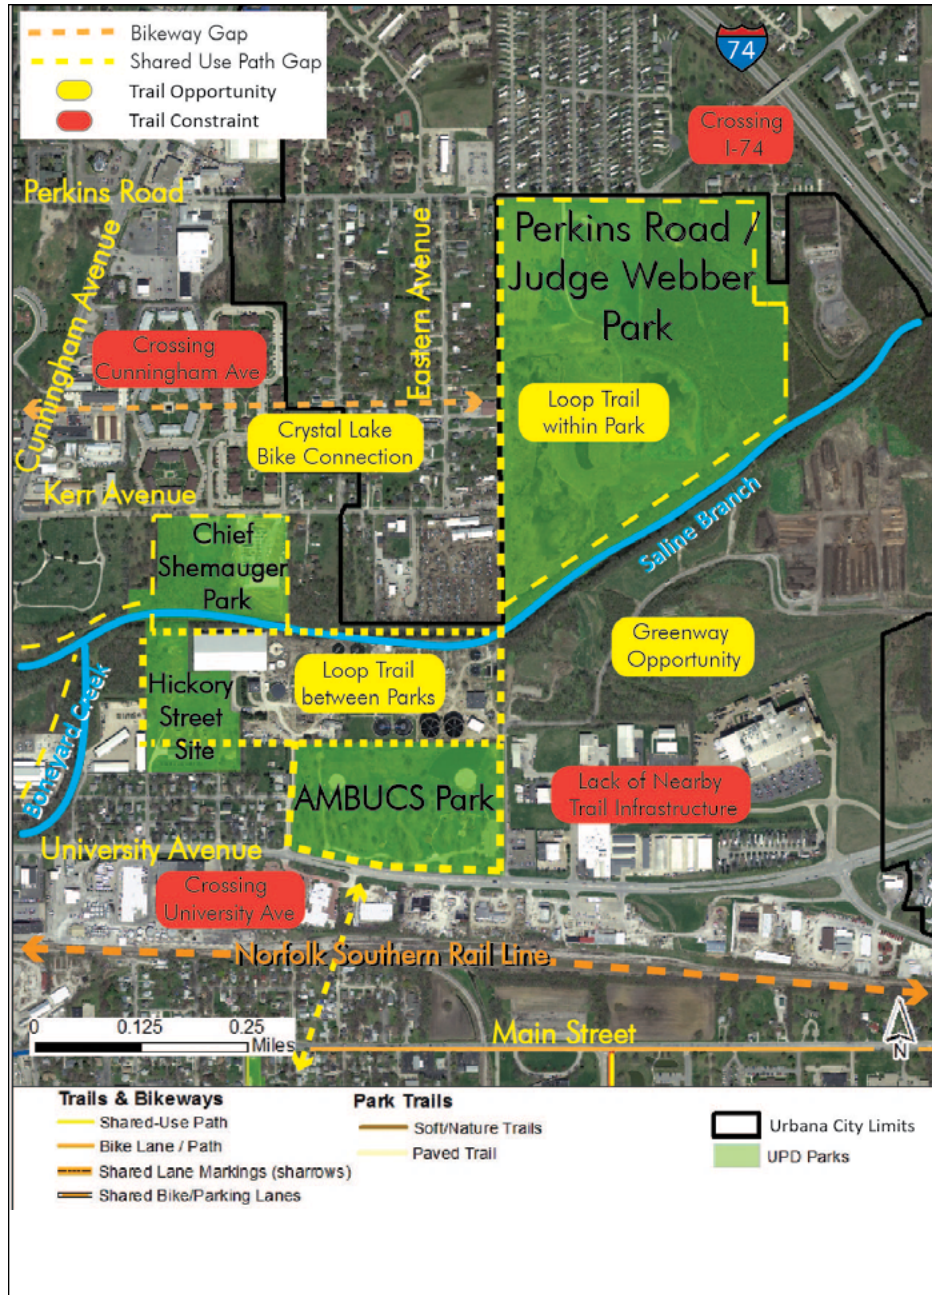 Bikeway Gap
Shared Use Path Gap
Trail Opportunity
Trail Constraint
74
Crossing
I-74
Perkins Road
Cunningham Avenue
Eastern Avenue
Perkins Road /
Judge Webber
Park
Crossing
Cunningham Ave
Loop Trail
within Park
Crystal Lake
Bike Connection
Kerr Avenue
Saline Branch
Chief
Shemauger
Park
Greenway
Opportunity
Loop Trail
between Parks
Hickory
Street
Site
Boneyard Creek
AMBUCS Park
Lack of Nearby
Trail Infrastructure
University Avenue
Crossing
University Ave
Norfolk Southern Rail Line
Main Street
0 0.125 0.25
Miles
N
Trails & Bikeways
Shared-Use Path
Bike Lane / Path
Shared Lane Markings (sharrows)
Shared Bike/Parking Lanes
Park Trails
Soft/Nature Trails
Paved Trail
Urbana City Limits
UPD Parks